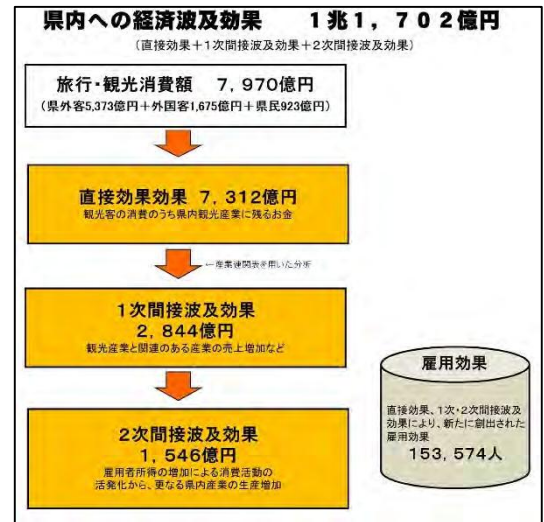 県内への経済波及効果　1兆1，702億円
（直接効果＋1次間接波及効果＋2次間接波及効果）
旅行・観光消費額　7，970億円
（県外客5,373億円＋外国客1,675億円＋県民923億円）
直接効果効果 7，312億円
観光客の消費のうち県内観光産業に残るお金
←産業連関表を用いた分析
1次間接波及効果
2，844億円
観光産業と関連のある産業の売上増加など
2次間接波及効果
1，546億円
雇用者所得の増加による消費活動の
活発化から、更なる県内産業の生産増加
雇用効果
直接効果、1次・2次間接波及
効果により、新たに創出された
雇用効果
153，574人